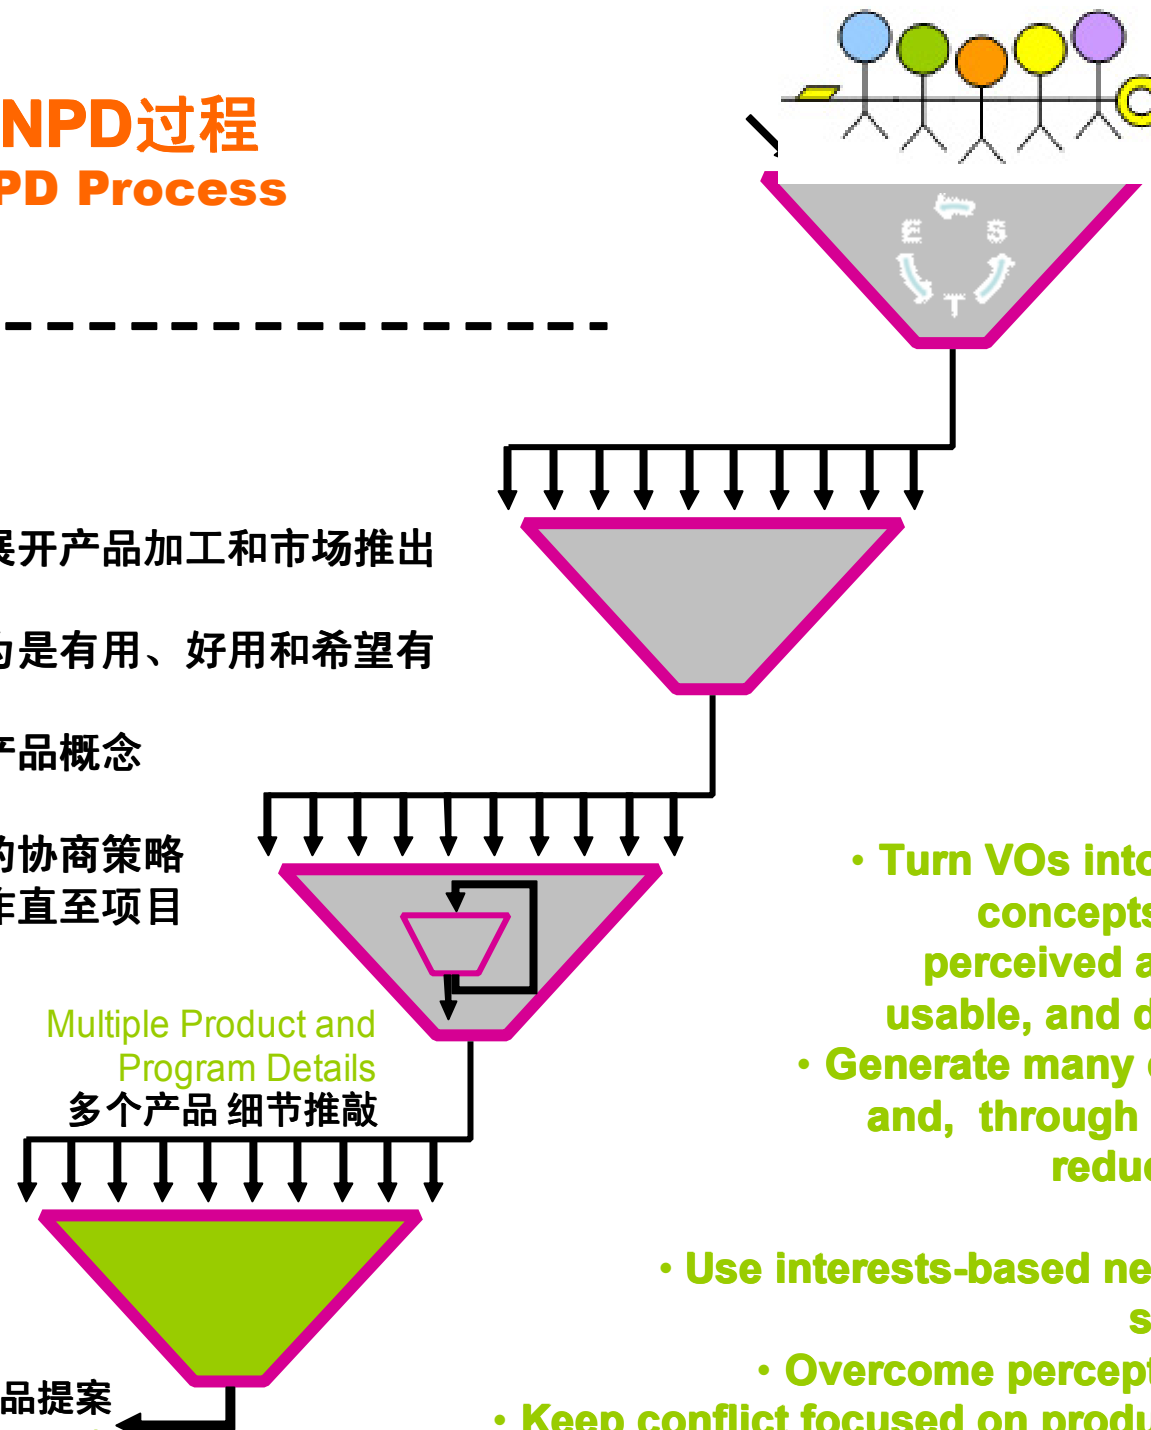 NPD过程
PD Process
E
S
T
展开产品加工和市场推出
为是有用、好用和希望有
产品概念
的协商策略
作直至项目
• Turn VOs into
concepts
perceived a
usable, and d
• Generate many
and, through
reduc
Multiple Product and
Program Details
多个产品 细节推敲
• Use interests-based ne
s
• Overcome percept
品提案
• Keep conflict focused on produ